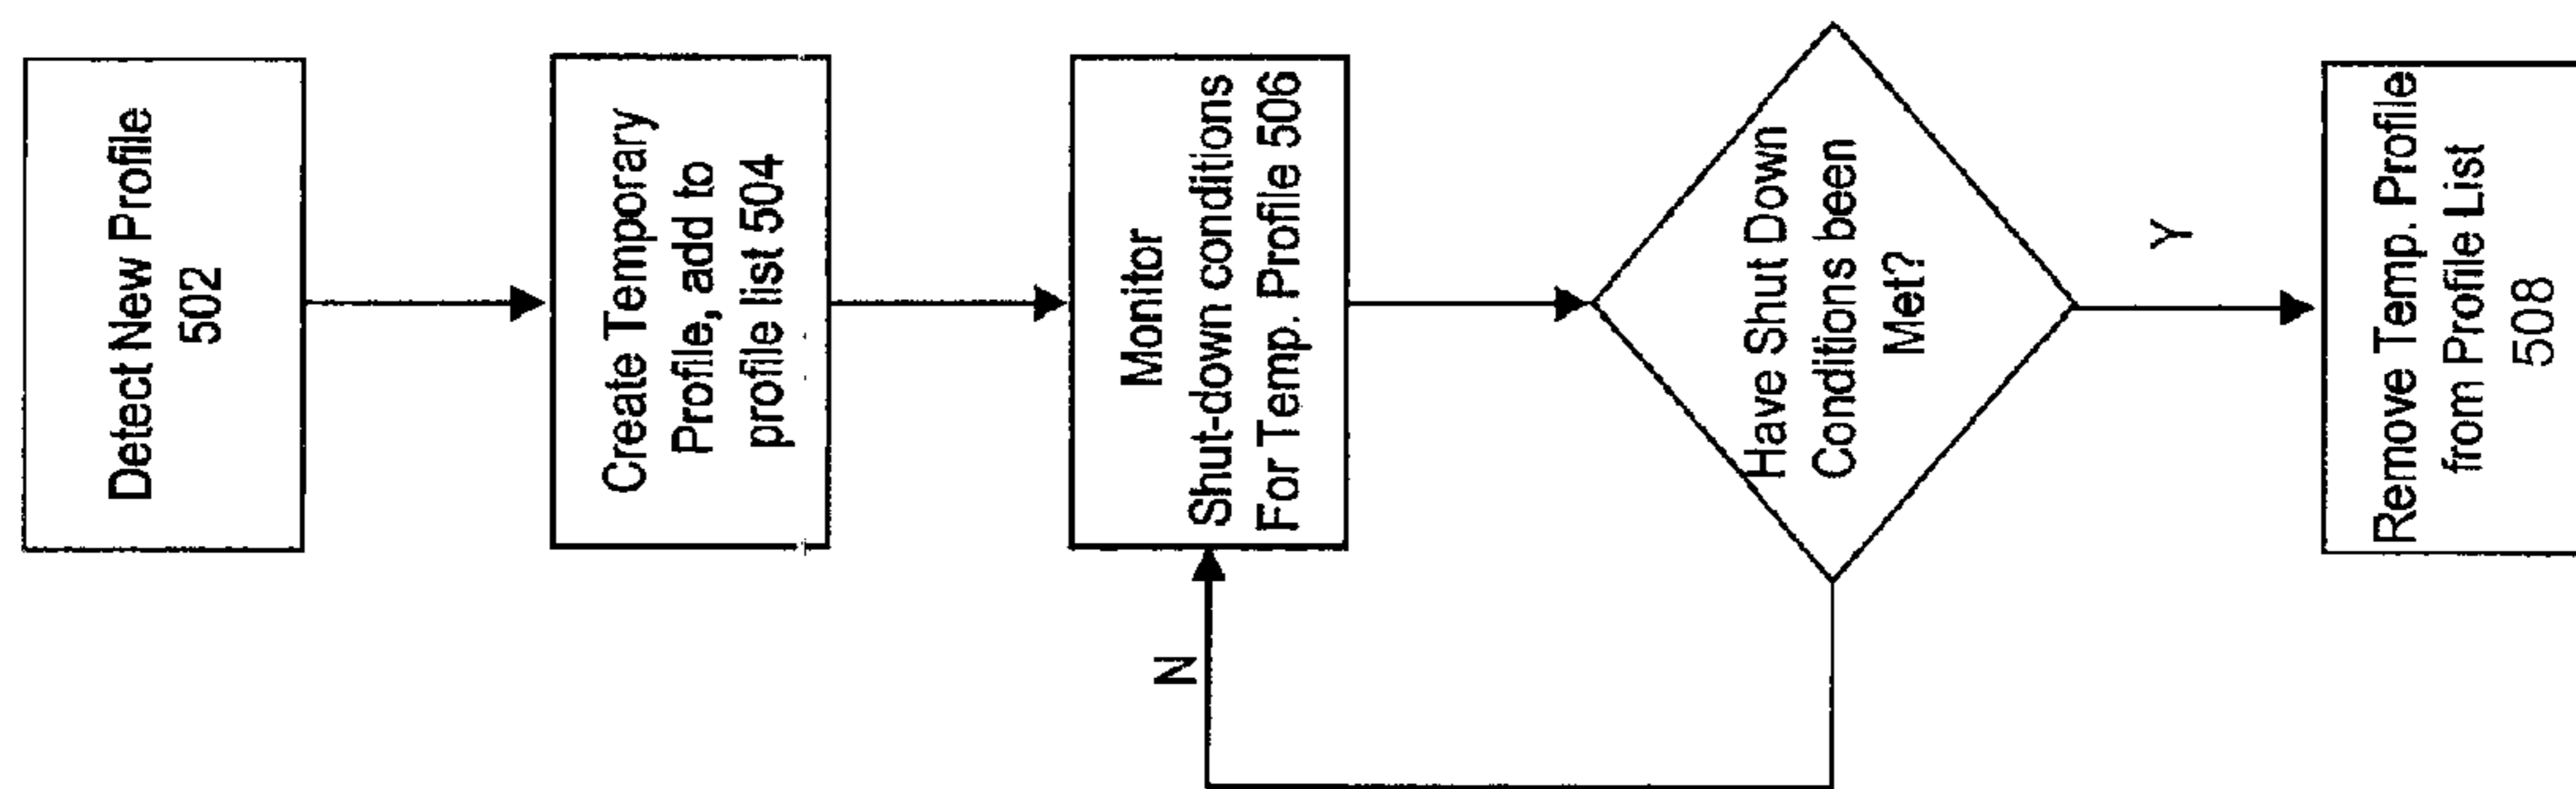 Detect New Profile
502
Create Temporary
Profile, add to
profile list 504
Monitor
Shut-down conditions
For Temp. Profile 506
N
Have Shut Down
Conditions been
Met?
Y
Remove Temp. Profile
from Profile List
508